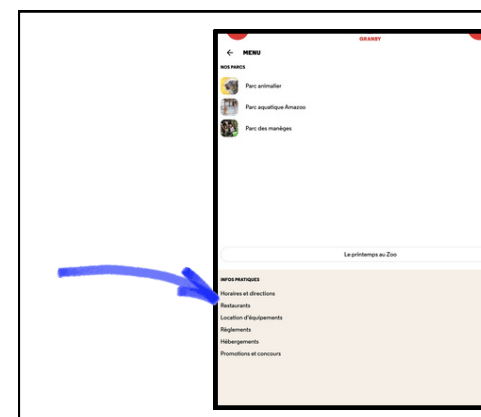 GRANBY
← MENU
NOS PARCS
Parc animalier
Parc aquatique Amazoo
Parc des manèges
Le printemps au Zoo
INFOS PRATIQUES
Horaires et directions
Restaurants
Location d'équipements
Règlements
Hébergements
Promotions et concours